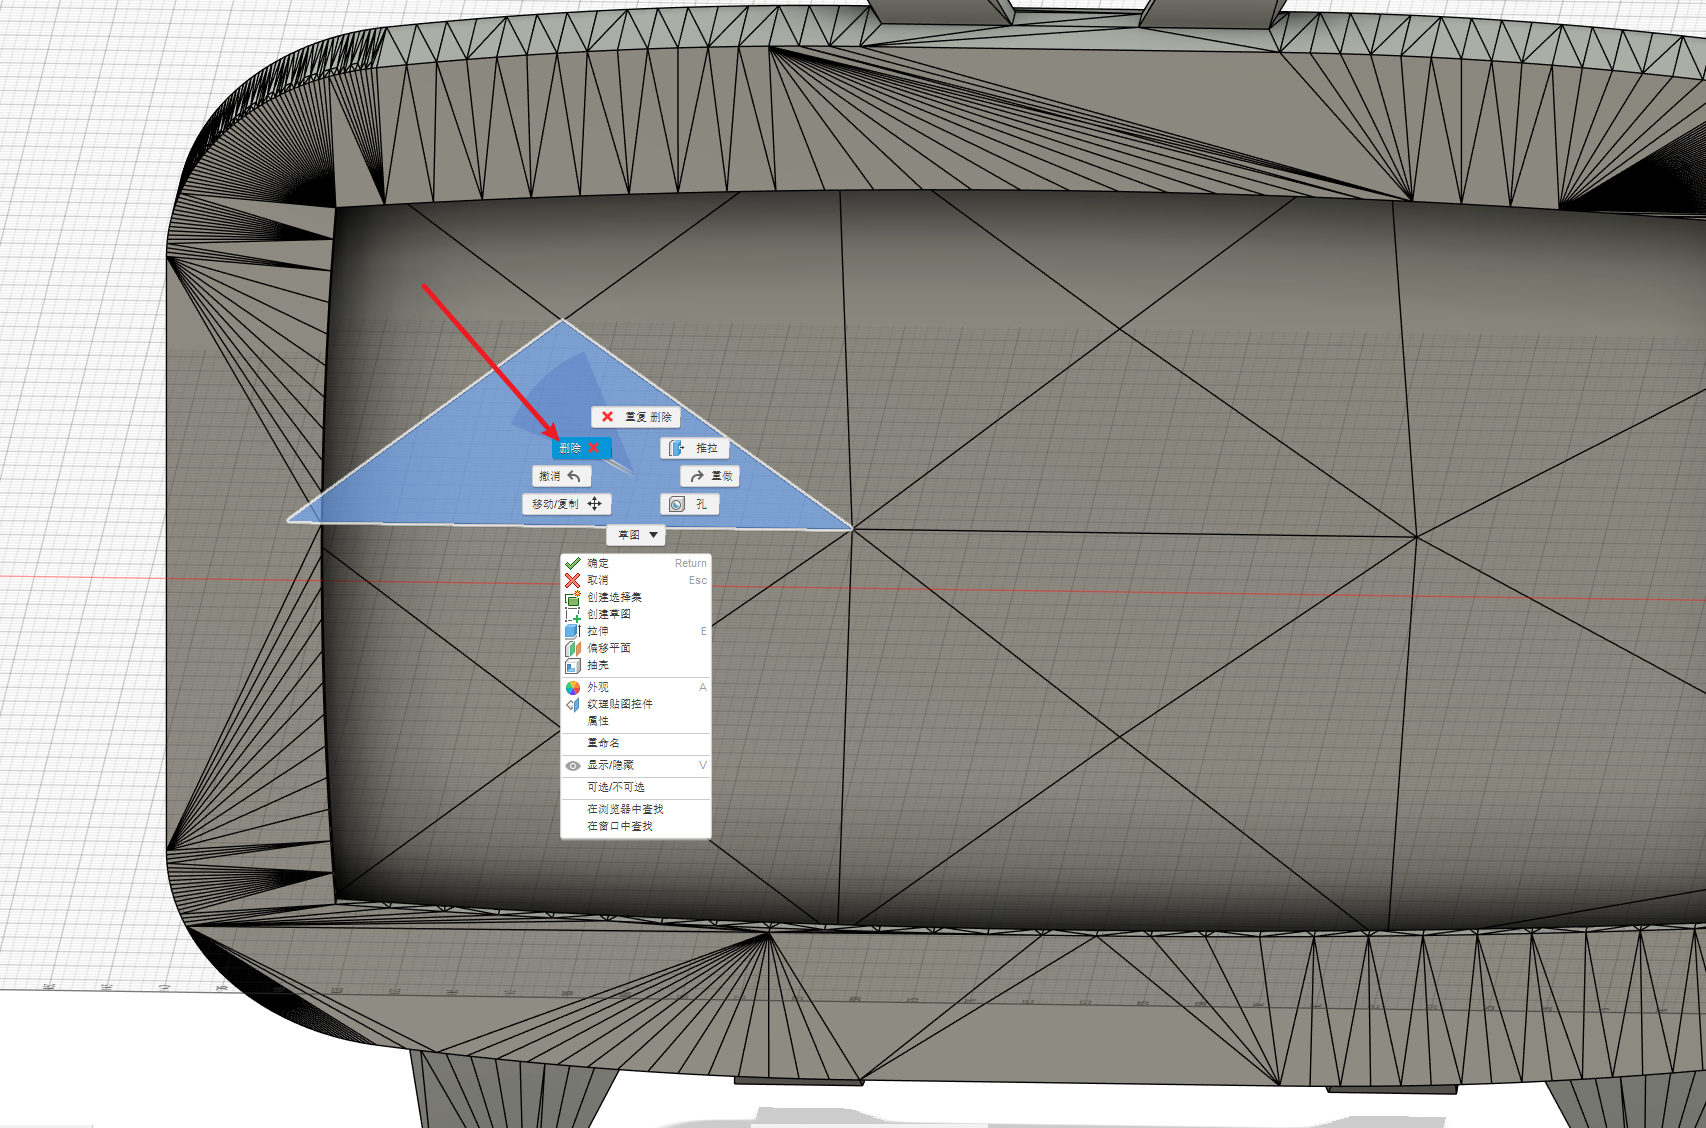 重复 删除
删除
推拉
撤消
重做
移动/复制
孔
草图
确定 Return
取消 Esc
创建选择集
创建草图
拉伸 E
偏移平面
抽壳
外观 A
纹理贴图控件
属性
重命名
显示/隐藏 V
可选/不可选
在浏览器中查找
在窗口中查找